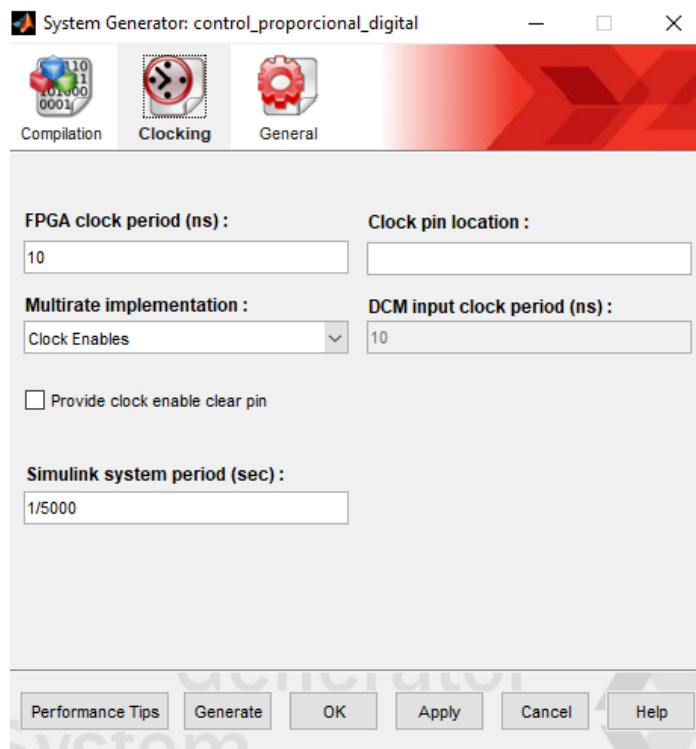 System Generator: control_proporcional_digital
Compilation Clocking General
FPGA clock period (ns) : Clock pin location :
10
Multirate implementation : DCM input clock period (ns) :
Clock Enables 10
Provide clock enable clear pin
Simulink system period (sec) :
1/5000
Performance Tips Generate OK Apply Cancel Help